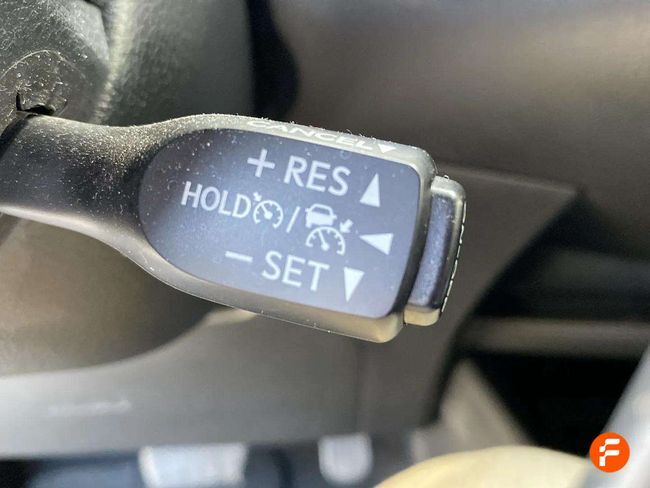 CANCEL▼
+ RES ▲
HOLD / ◀
− SET ▼
F